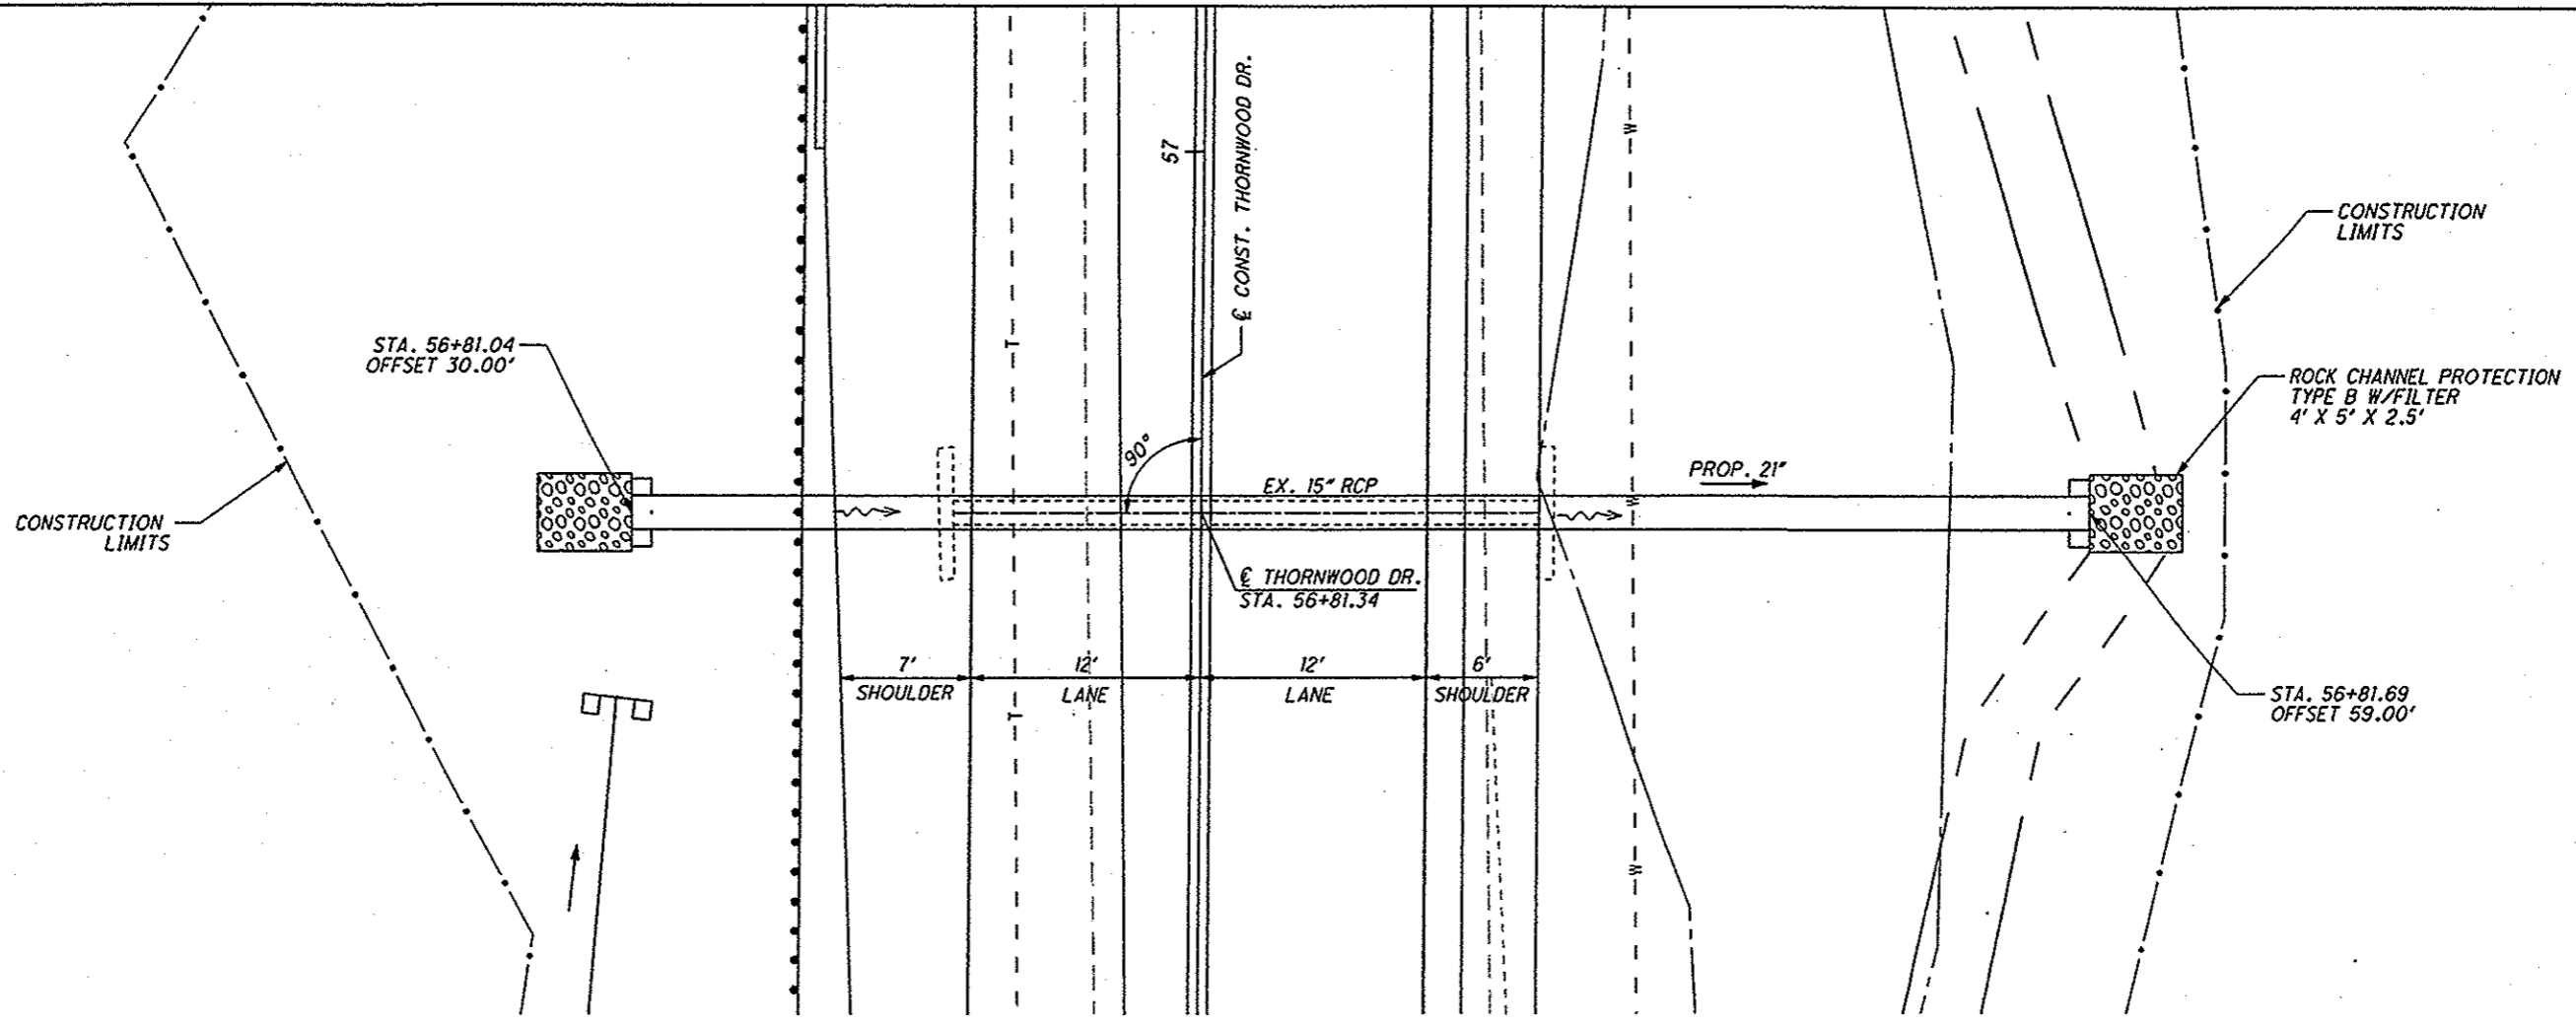 ℄ CONST. THORNWOOD DR.
57
CONSTRUCTION
LIMITS
STA. 56+81.04
OFFSET 30.00'
T
W
ROCK CHANNEL PROTECTION
TYPE B W/FILTER
4' X 5' X 2.5'
90°
EX. 15" RCP
PROP. 21"
W
CONSTRUCTION
LIMITS
℄ THORNWOOD DR.
STA. 56+81.34
7'
SHOULDER
12'
LANE
12'
LANE
6'
SHOULDER
T
STA. 56+81.69
OFFSET 59.00'
W